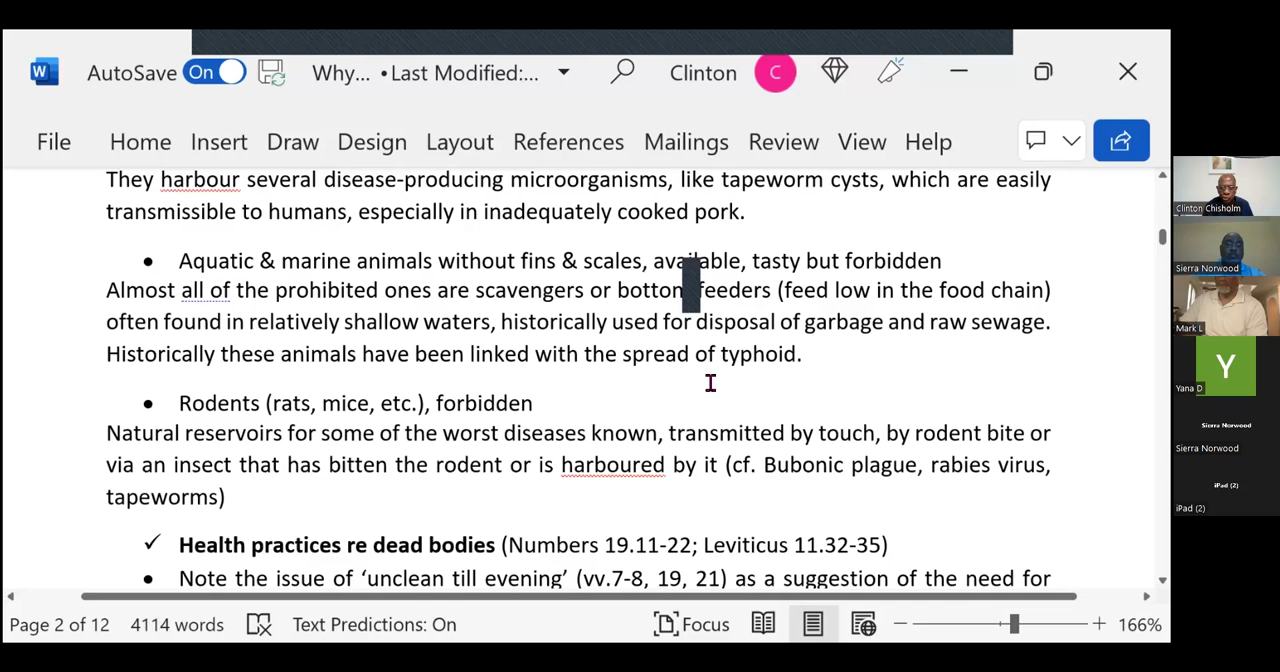 W
AutoSave On Why... • Last Modified:... Clinton C
File Home Insert Draw Design Layout References Mailings Review View Help
They harbour several disease-producing microorganisms, like tapeworm cysts, which are easily
transmissible to humans, especially in inadequately cooked pork.
• Aquatic & marine animals without fins & scales, available, tasty but forbidden
Almost all of the prohibited ones are scavengers or bottom feeders (feed low in the food chain)
often found in relatively shallow waters, historically used for disposal of garbage and raw sewage.
Historically these animals have been linked with the spread of typhoid.
• Rodents (rats, mice, etc.), forbidden
Natural reservoirs for some of the worst diseases known, transmitted by touch, by rodent bite or
via an insect that has bitten the rodent or is harboured by it (cf. Bubonic plague, rabies virus,
tapeworms)
✓ Health practices re dead bodies (Numbers 19.11-22; Leviticus 11.32-35)
• Note the issue of ‘unclean till evening’ (vv.7-8, 19, 21) as a suggestion of the need for
Page 2 of 12 4114 words Text Predictions: On Focus 166%
Clinton Chisholm
Sierra Norwood
Mark L
Y
Yana D
Sierra Norwood
Sierra Norwood
iPad (2)
iPad (2)